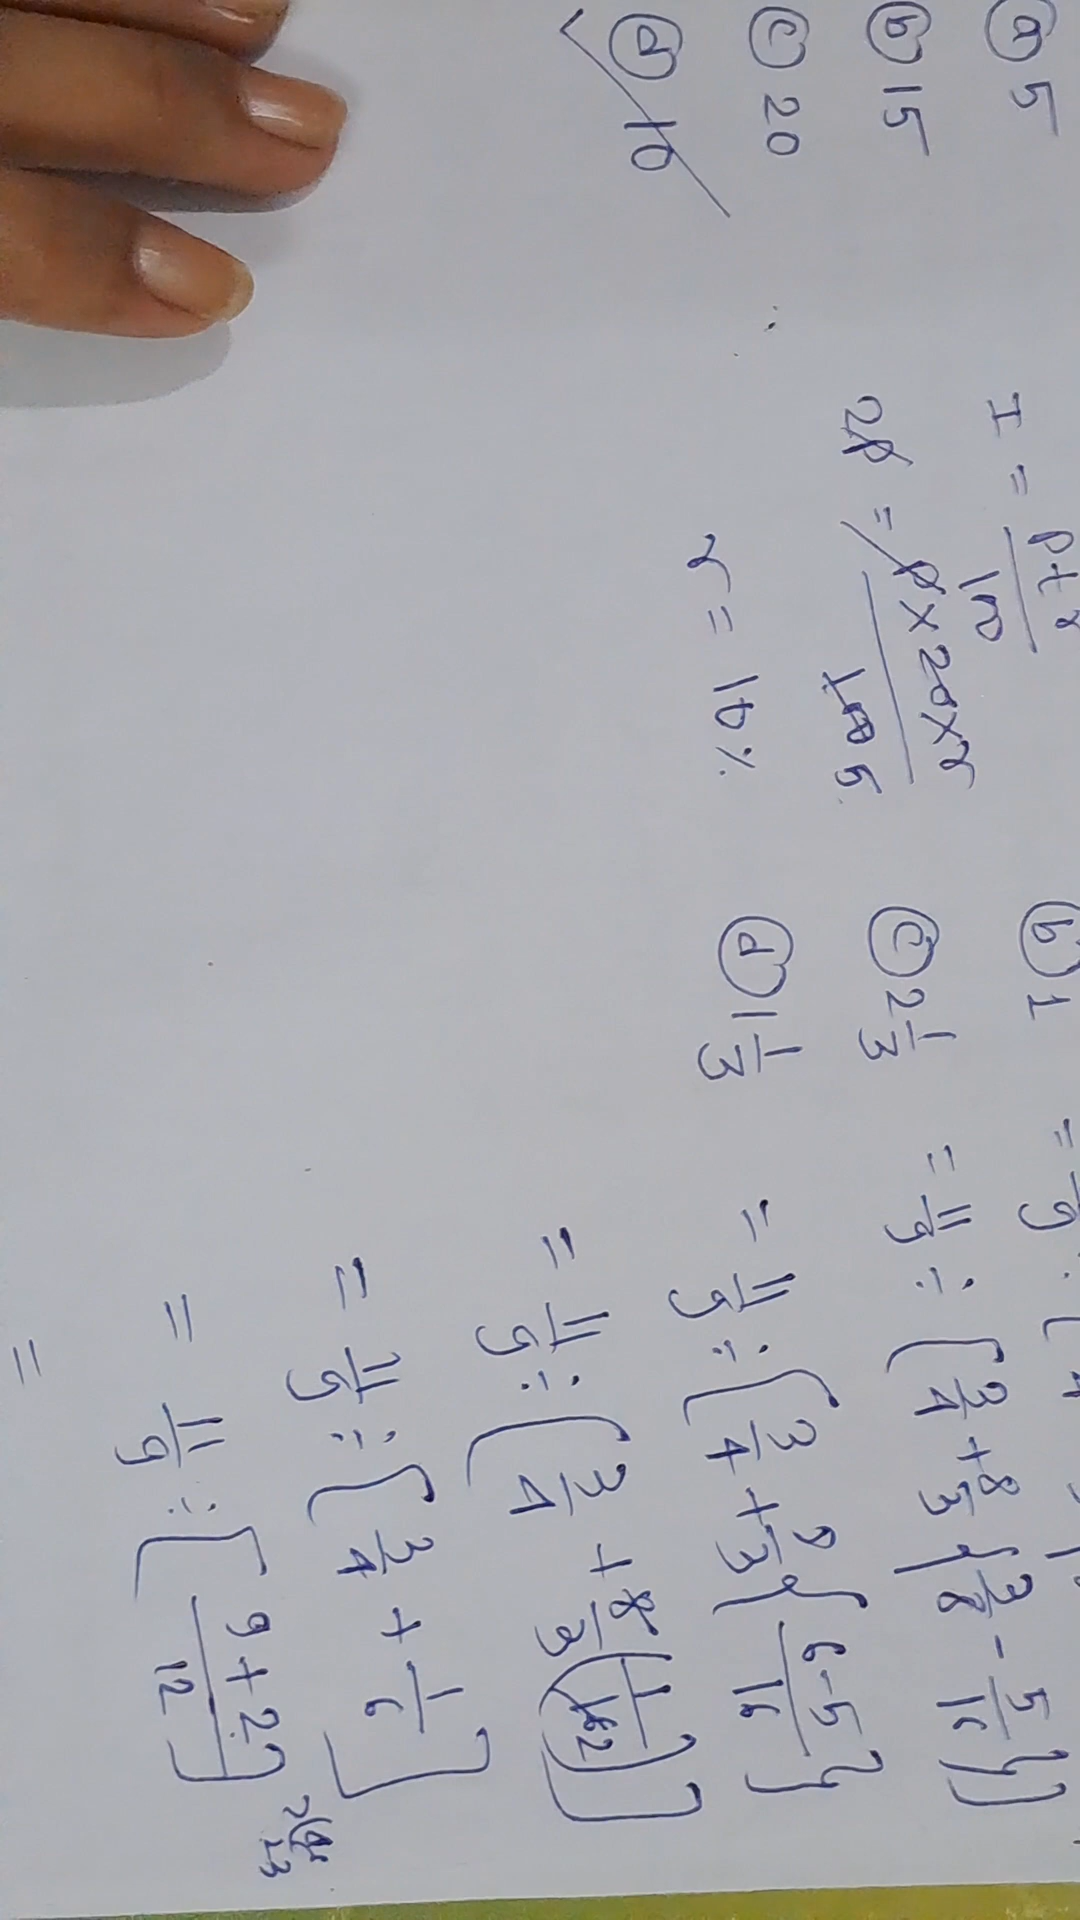 (a) 5
(b) 15
(c) 20
(d) 10
I = ptr/100
2p = p×20×r/100 5
r = 10%
(b) 1
(c) 2 1/3
(d) 1 1/3
= 11/9 ÷ [3/4 + 8/3 {3/8 - 5/16}]
= 11/9 ÷ [3/4 + 8/3 {6-5/16}
= 11/9 ÷ [3/4 + 8/3 (1/16 2)]
= 11/9 ÷ [3/4 + 1/6]
= 11/9 ÷ [9+2/12]
=